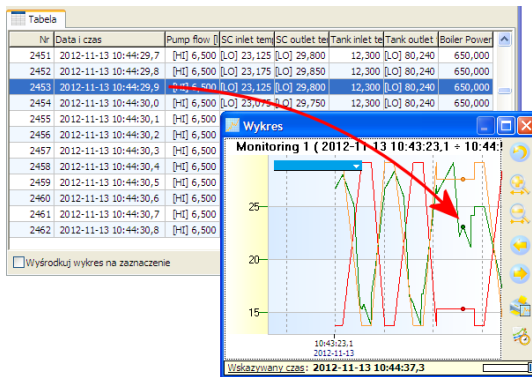 Tabela
Nr Data i czas Pump flow [l SC inlet tem SC outlet te Tank inlet te Tank outlet Boiler Power
2451 2012-11-13 10:44:29,7 [HI] 6,500 [LO] 23,125 [LO] 29,800 12,300 [LO] 80,240 650,000
2452 2012-11-13 10:44:29,8 [HI] 6,500 [LO] 23,175 [LO] 29,850 12,300 [LO] 80,240 650,000
2453 2012-11-13 10:44:29,9 [HI] 6,500 [LO] 23,125 [LO] 29,800 12,300 [LO] 80,240 650,000
2454 2012-11-13 10:44:30,0 [HI] 6,500 [LO] 23,075 [LO] 29,750 12,300 [LO] 80,240 650,000
2455 2012-11-13 10:44:30,1 [HI] 6,500
2456 2012-11-13 10:44:30,2 [HI] 6,500
2457 2012-11-13 10:44:30,3 [HI] 6,500
2458 2012-11-13 10:44:30,4 [HI] 6,500
2459 2012-11-13 10:44:30,5 [HI] 6,500
2460 2012-11-13 10:44:30,6 [HI] 6,500
2461 2012-11-13 10:44:30,7 [HI] 6,500
2462 2012-11-13 10:44:30,8 [HI] 6,500
Wyśrodkuj wykres na zaznaczenie
Wykres
Monitoring 1 ( 2012-11-13 10:43:23,1 ÷ 10:44:5
25
20
15
10:43:23,1
2012-11-13
Wskazywany czas: 2012-11-13 10:44:37,3